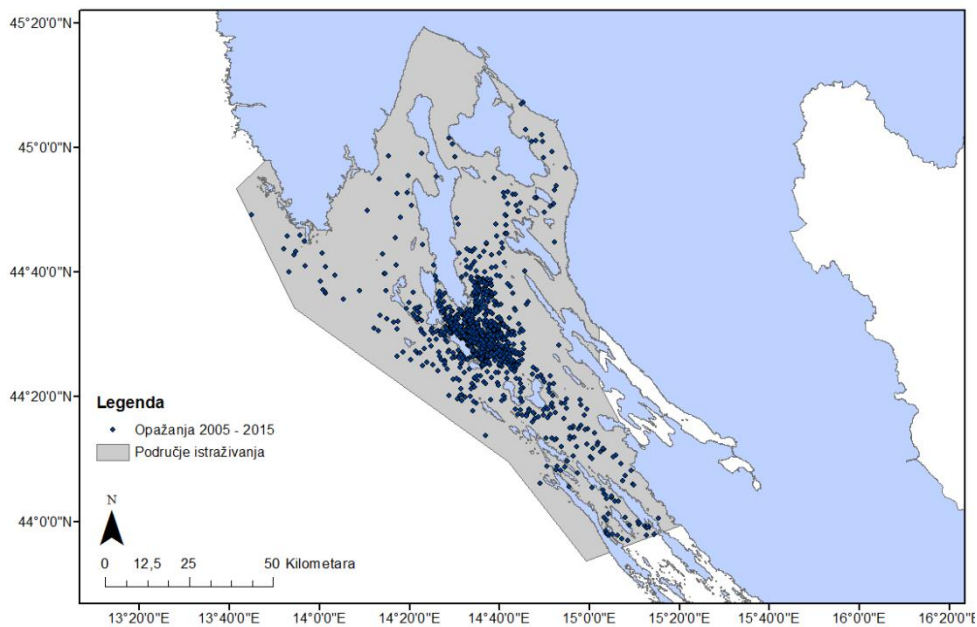 45°20'0"N
45°0'0"N
44°40'0"N
44°20'0"N
44°0'0"N
Legenda
Opažanja 2005 - 2015
Područje istraživanja
N
0 12,5 25 50 Kilometara
13°20'0"E 13°40'0"E 14°0'0"E 14°20'0"E 14°40'0"E 15°0'0"E 15°20'0"E 15°40'0"E 16°0'0"E 16°20'0"E